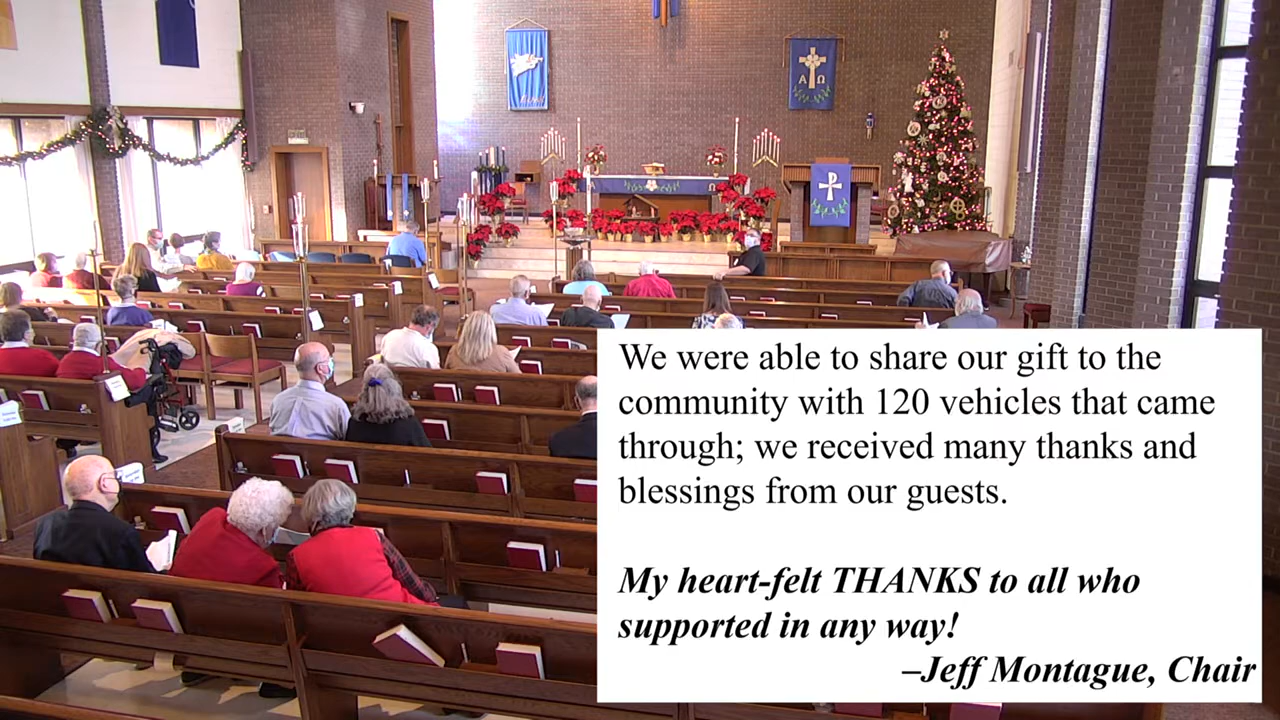 Α Ω
We were able to share our gift to the
community with 120 vehicles that came
through; we received many thanks and
blessings from our guests.
My heart-felt THANKS to all who
supported in any way!
–Jeff Montague, Chair